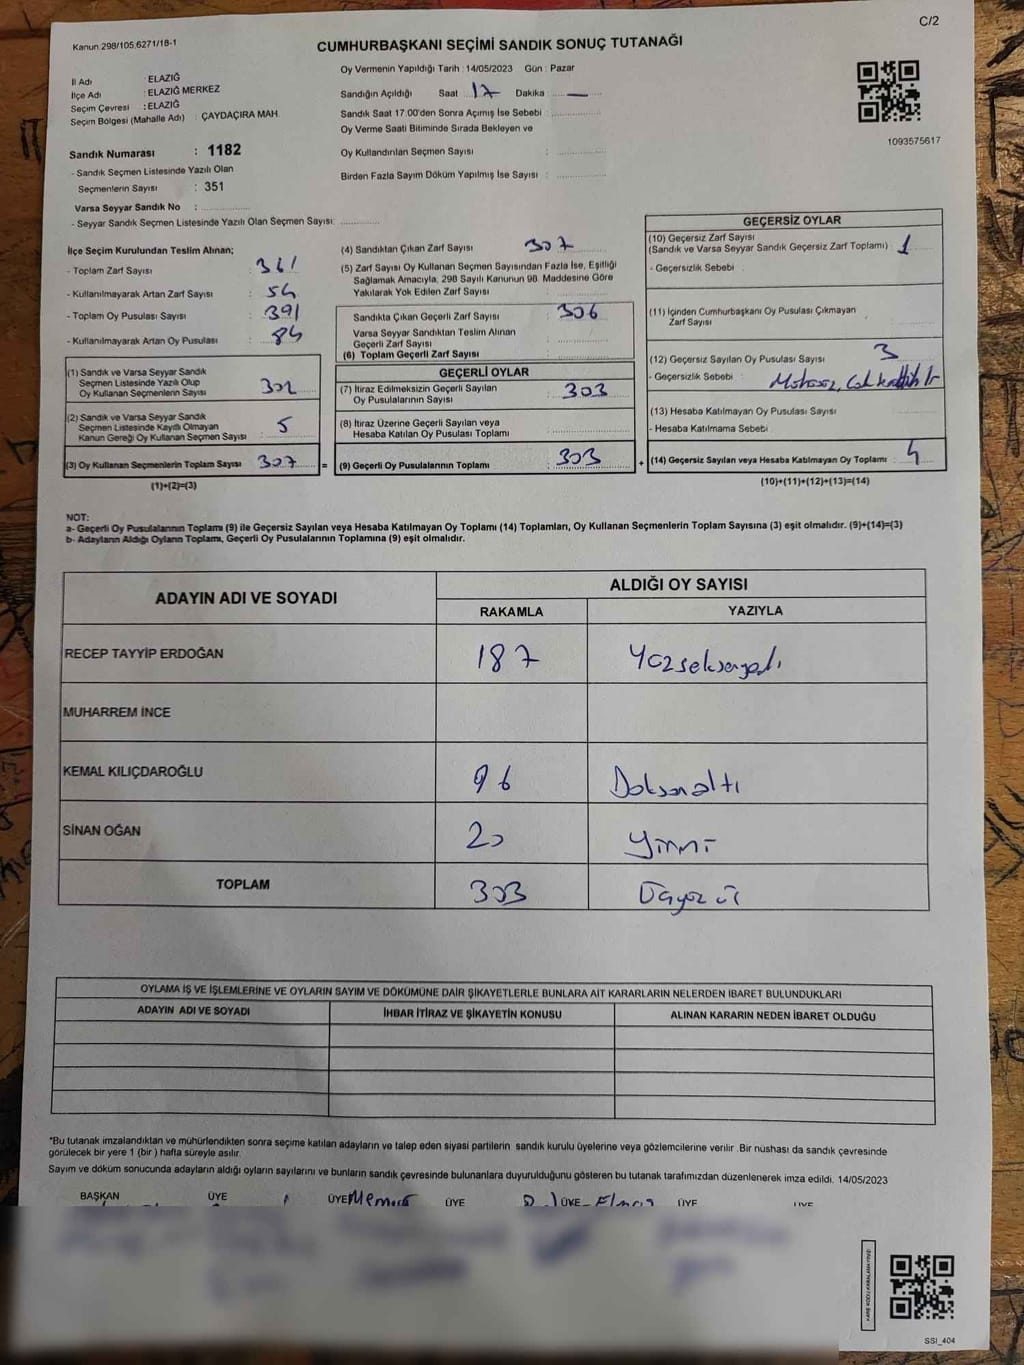 C/2
Kanun 298/105,6271/18-1
CUMHURBAŞKANI SEÇİMİ SANDIK SONUÇ TUTANAĞI
İl Adı : ELAZIĞ
İlçe Adı : ELAZIĞ MERKEZ
Seçim Çevresi : ELAZIĞ
Seçim Bölgesi (Mahalle Adı) : ÇAYDAÇIRA MAH.
Sandık Numarası : 1182
- Sandık Seçmen Listesinde Yazılı Olan
Seçmenlerin Sayısı : 351
Varsa Seyyar Sandık No :
- Seyyar Sandık Seçmen Listesinde Yazılı Olan Seçmen Sayısı:
Oy Vermenin Yapıldığı Tarih : 14/05/2023 Gün : Pazar
Sandığın Açıldığı Saat 17 Dakika : —
Sandık Saat 17.00'den Sonra Açımış İse Sebebi :
Oy Verme Saati Bitiminde Sırada Bekleyen ve
Oy Kullandırılan Seçmen Sayısı :
Birden Fazla Sayım Döküm Yapılmış İse Sayısı :
1093575617
İlçe Seçim Kurulundan Teslim Alınan;
- Toplam Zarf Sayısı : 361
- Kullanılmayarak Artan Zarf Sayısı : 54
- Toplam Oy Pusulası Sayısı : 391
- Kullanılmayarak Artan Oy Pusulası : 84
(1) Sandık ve Varsa Seyyar Sandık
Seçmen Listesinde Yazılı Olup
Oy Kullanan Seçmenlerin Sayısı 302
(2) Sandık ve Varsa Seyyar Sandık
Seçmen Listesinde Kayıtlı Olmayan
Kanun Gereği Oy Kullanan Seçmen Sayısı 5
(3) Oy Kullanan Seçmenlerin Toplam Sayısı 307 =
(1)+(2)=(3)
(4) Sandıktan Çıkan Zarf Sayısı 307
(5) Zarf Sayısı Oy Kullanan Seçmen Sayısından Fazla İse, Eşitliği
Sağlamak Amacıyla, 298 Sayılı Kanunun 98. Maddesine Göre
Yakılarak Yok Edilen Zarf Sayısı :
Sandıkta Çıkan Geçerli Zarf Sayısı : 306
Varsa Seyyar Sandıktan Teslim Alınan
Geçerli Zarf Sayısı :
(6) Toplam Geçerli Zarf Sayısı :
GEÇERLİ OYLAR
(7) İtiraz Edilmeksizin Geçerli Sayılan
Oy Pusulalarının Sayısı : 303
(8) İtiraz Üzerine Geçerli Sayılan veya
Hesaba Katılan Oy Pusulası Toplamı :
(9) Geçerli Oy Pusulalarının Toplamı : 303 +
GEÇERSİZ OYLAR
(10) Geçersiz Zarf Sayısı
(Sandık ve Varsa Seyyar Sandık Geçersiz Zarf Toplamı) : 1
- Geçersizlik Sebebi :
(11) İçinden Cumhurbaşkanı Oy Pusulası Çıkmayan
Zarf Sayısı :
(12) Geçersiz Sayılan Oy Pusulası Sayısı : 3
- Geçersizlik Sebebi :
(13) Hesaba Katılmayan Oy Pusulası Sayısı :
- Hesaba Katılmama Sebebi :
(14) Geçersiz Sayılan veya Hesaba Katılmayan Oy Toplamı : 4
(10)+(11)+(12)+(13)=(14)
NOT:
a- Geçerli Oy Pusulalarının Toplamı (9) ile Geçersiz Sayılan veya Hesaba Katılmayan Oy Toplamı (14) Toplamları, Oy Kullanan Seçmenlerin Toplam Sayısına (3) eşit olmalıdır. (9)+(14)=(3)
b- Adayların Aldığı Oyların Toplamı, Geçerli Oy Pusulalarının Toplamına (9) eşit olmalıdır.
ADAYIN ADI VE SOYADI
ALDIĞI OY SAYISI
RAKAMLA YAZIYLA
RECEP TAYYİP ERDOĞAN 187 Yüzseksenyedi
MUHARREM İNCE
KEMAL KILIÇDAROĞLU 96 Doksanaltı
SİNAN OĞAN 20 Yirmi
TOPLAM 303 Üçyüz üç
OYLAMA İŞ VE İŞLEMLERİNE VE OYLARIN SAYIM VE DÖKÜMÜNE DAİR ŞİKAYETLERLE BUNLARA AİT KARARLARIN NELERDEN İBARET BULUNDUKLARI
ADAYIN ADI VE SOYADI İHBAR İTİRAZ VE ŞİKAYETİN KONUSU ALINAN KARARIN NEDEN İBARET OLDUĞU
*Bu tutanak imzalandıktan ve mühürlendikten sonra seçime katılan adayların ve talep eden siyasi partilerin sandık kurulu üyelerine veya gözlemcilerine verilir. Bir nüshası da sandık çevresinde
görülecek bir yere 1 (bir) hafta süreyle asılır.
Sayım ve döküm sonucunda adayların aldığı oyların sayılarını ve bunların sandık çevresinde bulunanlara duyurulduğunu gösteren bu tutanak tarafımızdan düzenlenerek imza edildi. 14/05/2023
BAŞKAN ÜYE ÜYE ÜYE ÜYE ÜYE ÜYE
SSI_404